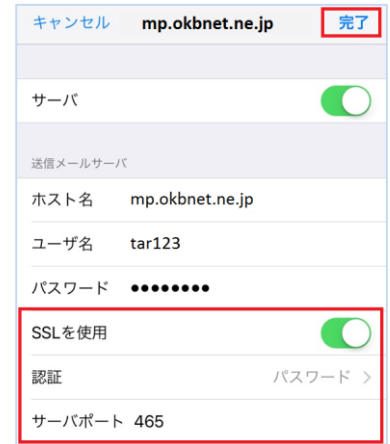 キャンセル mp.okbnet.ne.jp 完了
サーバ
送信メールサーバ
ホスト名 mp.okbnet.ne.jp
ユーザ名 tar123
パスワード ●●●●●●●●
SSLを使用
認証 パスワード >
サーバポート 465